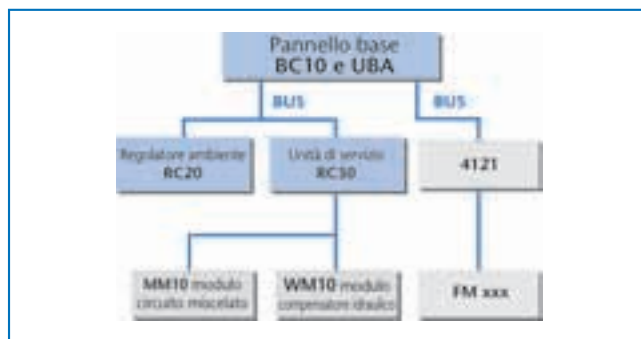 Pannello base
BC10 e UBA
BUS
BUS
Regolatore ambiente
RC20
Unità di servizio
RC30
4121
MM10 modulo
circuito miscelato
WM10 modulo
compensatore idraulico
FM xxx